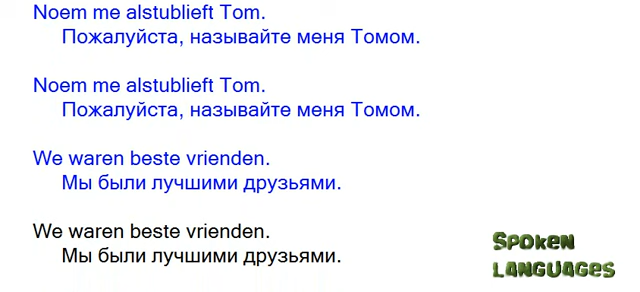 Noem me alstublieft Tom.
Пожалуйста, называйте меня Томом.
Noem me alstublieft Tom.
Пожалуйста, называйте меня Томом.
We waren beste vrienden.
Мы были лучшими друзьями.
We waren beste vrienden.
Мы были лучшими друзьями.
Spoken
Languages